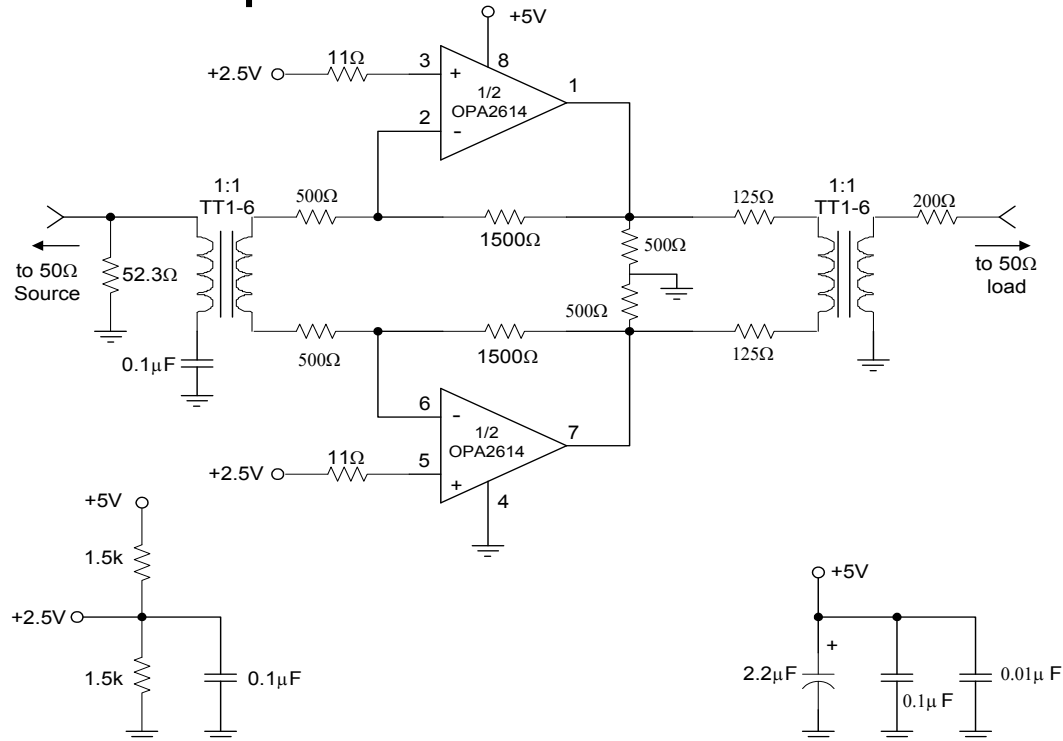 +5V
11Ω
+2.5V
3
+
8
1/2
OPA2614
1
2
-
1:1
TT1-6
500Ω
1500Ω
125Ω
1:1
TT1-6
200Ω
to 50Ω
Source
52.3Ω
500Ω
500Ω
to 50Ω
load
0.1μF
500Ω
1500Ω
125Ω
6
-
1/2
OPA2614
7
+2.5V
11Ω
5
+
4
+5V
1.5k
+2.5V
1.5k
0.1μF
+5V
+
2.2μF
0.1μ F
0.01μ F